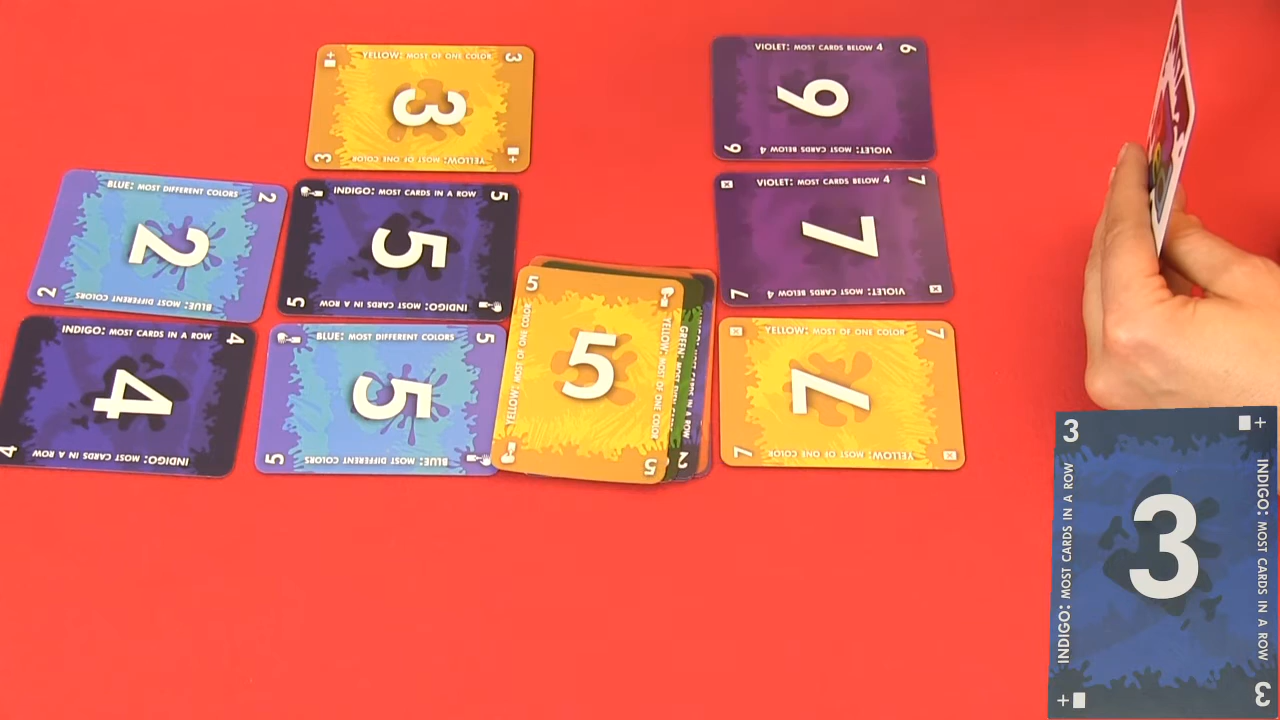 YELLOW: MOST OF ONE COLOR 3
3
3 YELLOW: MOST OF ONE COLOR
VIOLET: MOST CARDS BELOW 4 6
6
6 VIOLET: MOST CARDS BELOW 4
BLUE: MOST DIFFERENT COLORS 2
2
2 BLUE: MOST DIFFERENT COLORS
INDIGO: MOST CARDS IN A ROW 5
5
5 INDIGO: MOST CARDS IN A ROW
VIOLET: MOST CARDS BELOW 4 7
7
7 VIOLET: MOST CARDS BELOW 4
INDIGO: MOST CARDS IN A ROW 4
4
4 INDIGO: MOST CARDS IN A ROW
BLUE: MOST DIFFERENT COLORS 5
5
5 BLUE: MOST DIFFERENT COLORS
5
YELLOW: MOST OF ONE COLOR
5
YELLOW: MOST OF ONE COLOR
5
2
YELLOW: MOST OF ONE COLOR 7
7
7 YELLOW: MOST OF ONE COLOR
3 +
INDIGO: MOST CARDS IN A ROW
3
INDIGO: MOST CARDS IN A ROW
+ 3